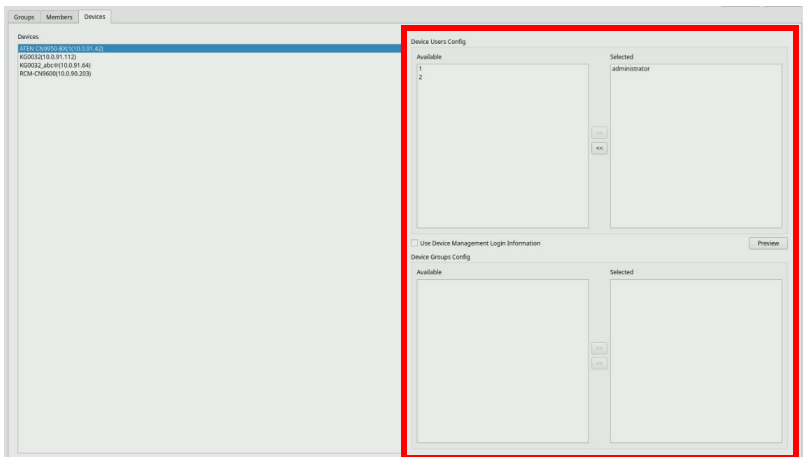 Groups Members Devices
Devices
ATEN CN9950-BX(1(10.0.91.42)
KG0032(10.0.91.112)
KG0032_abc®(10.0.91.64)
RCM-CN9600(10.0.90.203)
Device Users Config
Available Selected
1 administrator
2
>>
<<
Use Device Management Login Information Preview
Device Groups Config
Available Selected
>>
<<